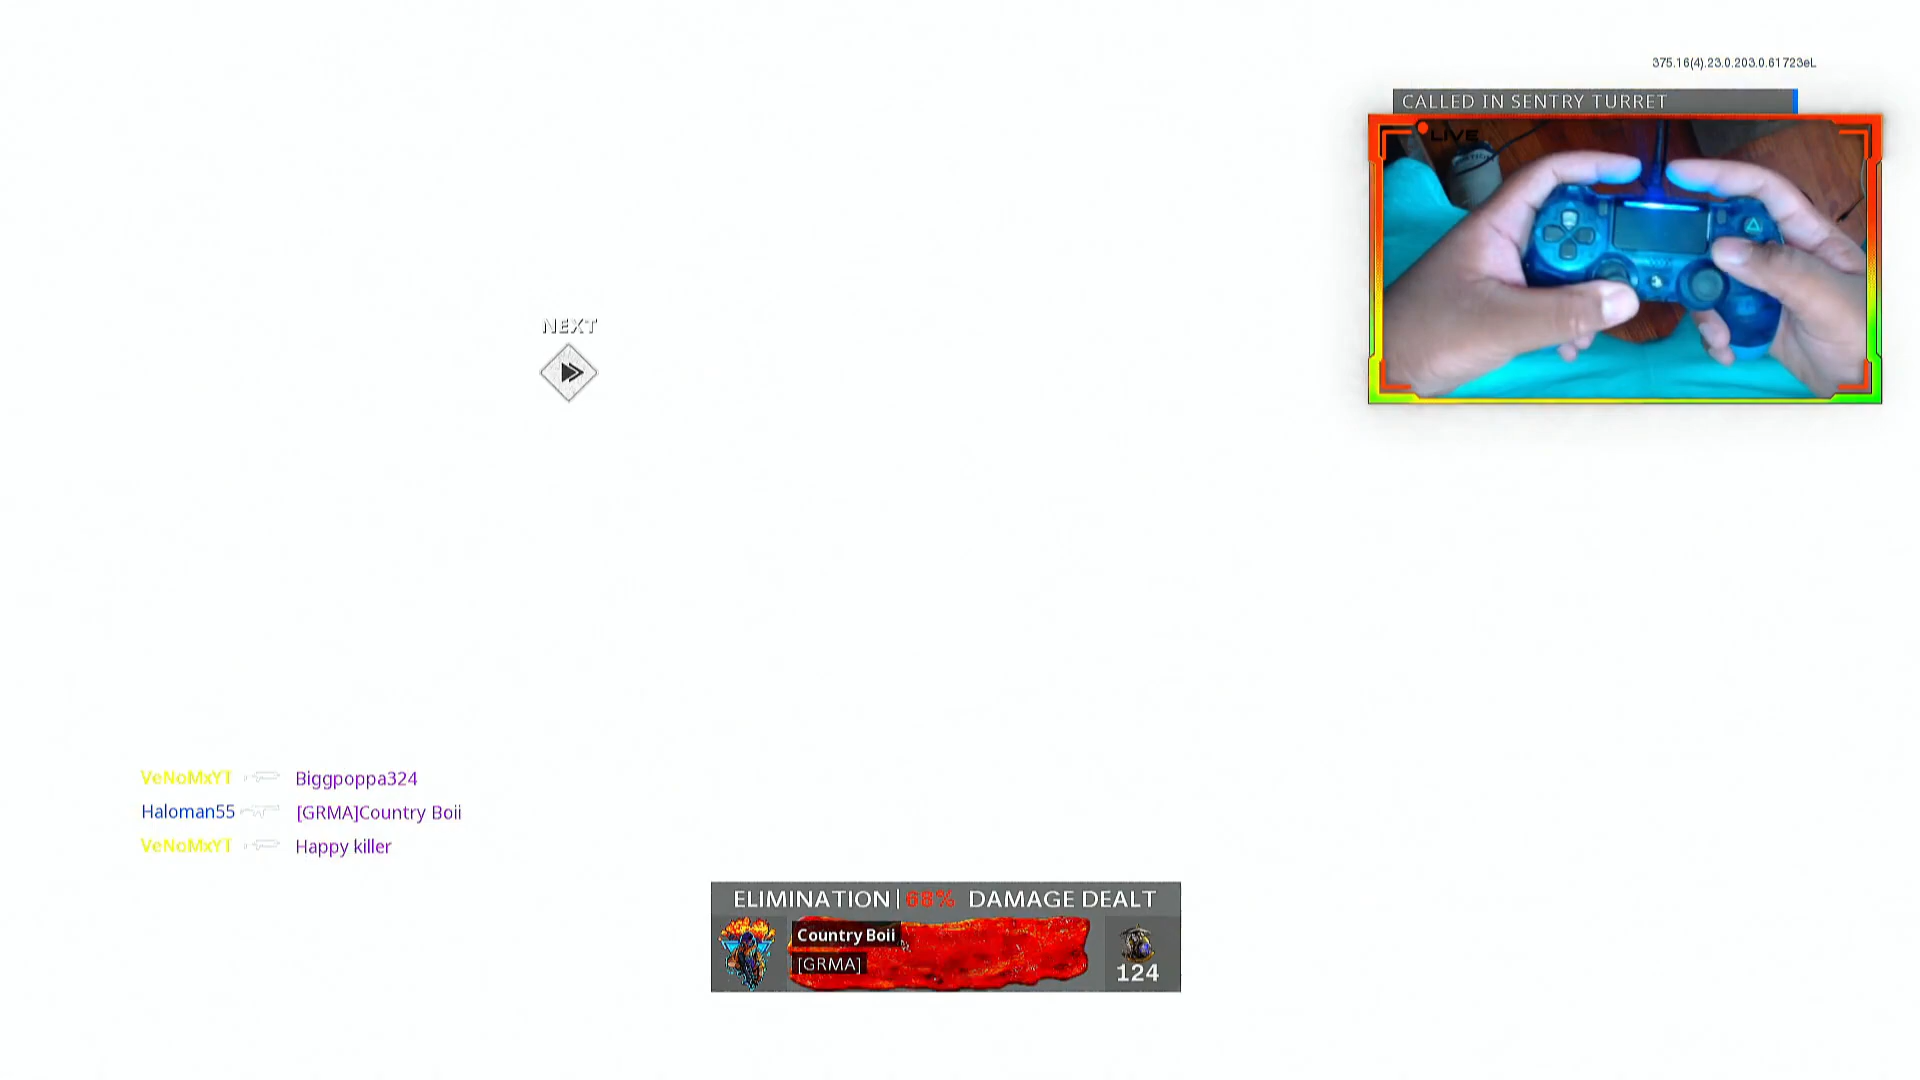 375.16(4).23.0.203.0.61723eL
CALLED IN SENTRY TURRET
LIVE
NEXT
VeNoMxYT Biggpoppa324
Haloman55 [GRMA]Country Boii
VeNoMxYT Happy killer
ELIMINATION | 68% DAMAGE DEALT
Country Boii
[GRMA]
124